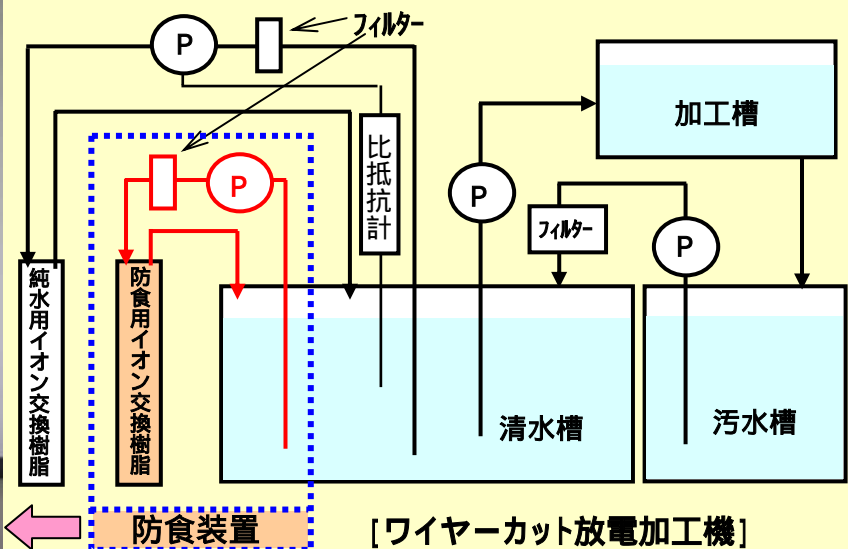 フィルター
P
加工槽
比抵抗計
P
P
フィルター
P
純水用イオン交換樹脂
防食用イオン交換樹脂
清水槽
汚水槽
防食装置
[ワイヤーカット放電加工機]